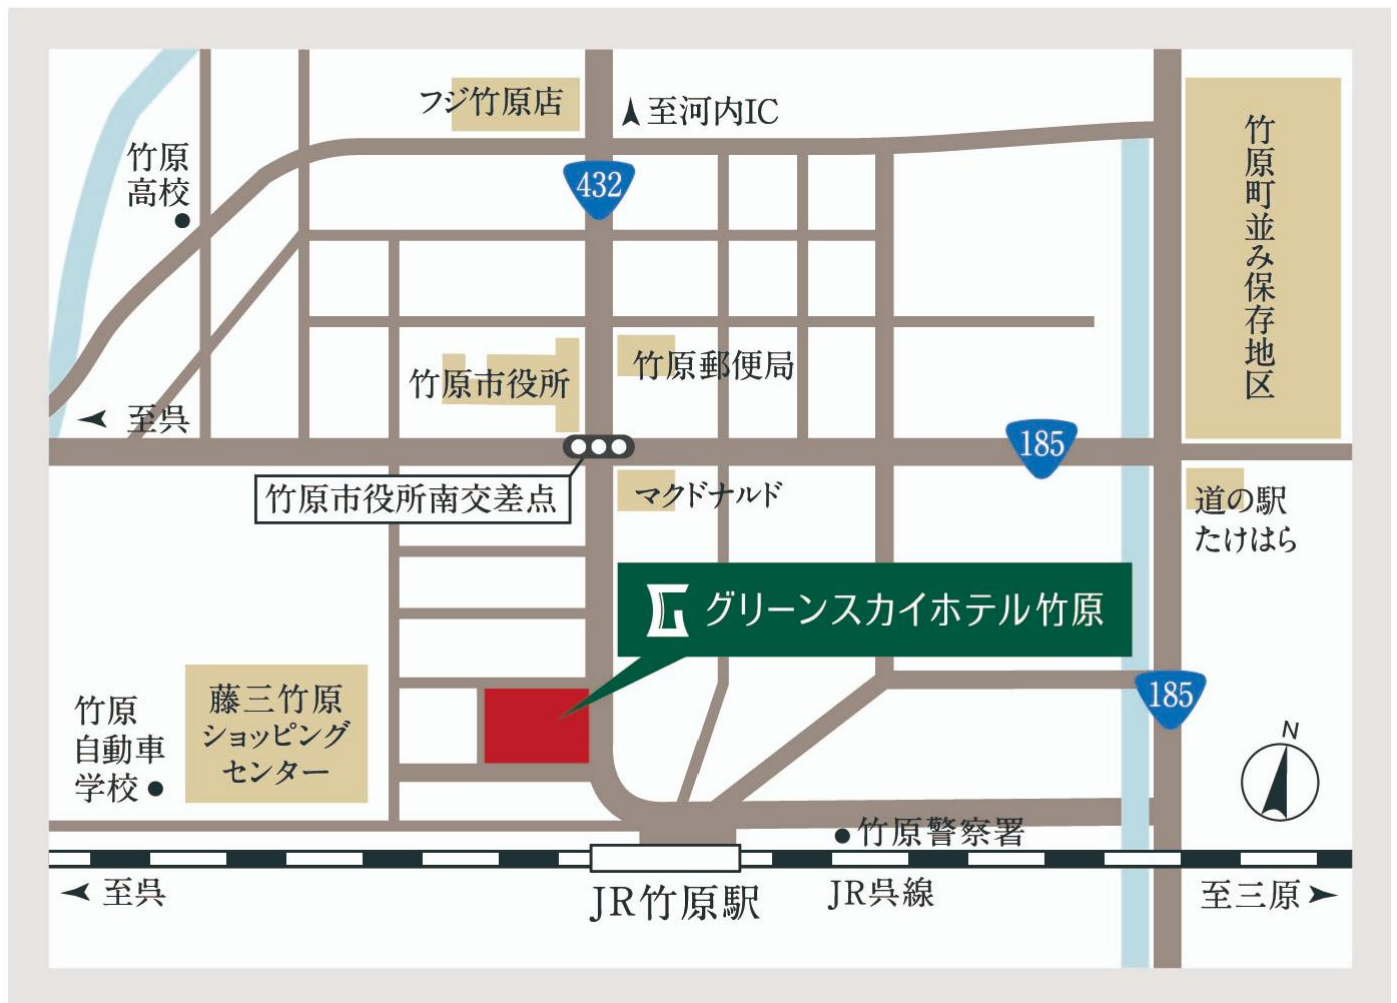 フジ竹原店
至河内IC
竹原
高校
432
竹原町並み保存地区
竹原市役所
竹原郵便局
至呉
185
竹原市役所南交差点
マクドナルド
道の駅
たけはら
グリーンスカイホテル竹原
185
竹原
自動車
学校
藤三竹原
ショッピング
センター
N
竹原警察署
至呉
JR竹原駅
JR呉線
至三原